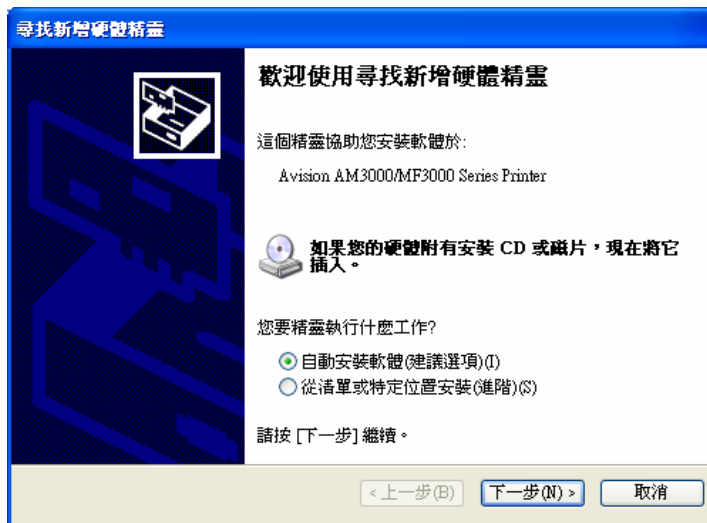 尋找新增硬體精靈
歡迎使用尋找新增硬體精靈
這個精靈協助您安裝軟體於:
Avision AM3000/MF3000 Series Printer
如果您的硬體附有安裝 CD 或磁片，現在將它
插入。
您要精靈執行什麼工作?
自動安裝軟體(建議選項)(I)
從清單或特定位置安裝(進階)(S)
請按 [下一步] 繼續。
< 上一步(B)  下一步(N) >  取消